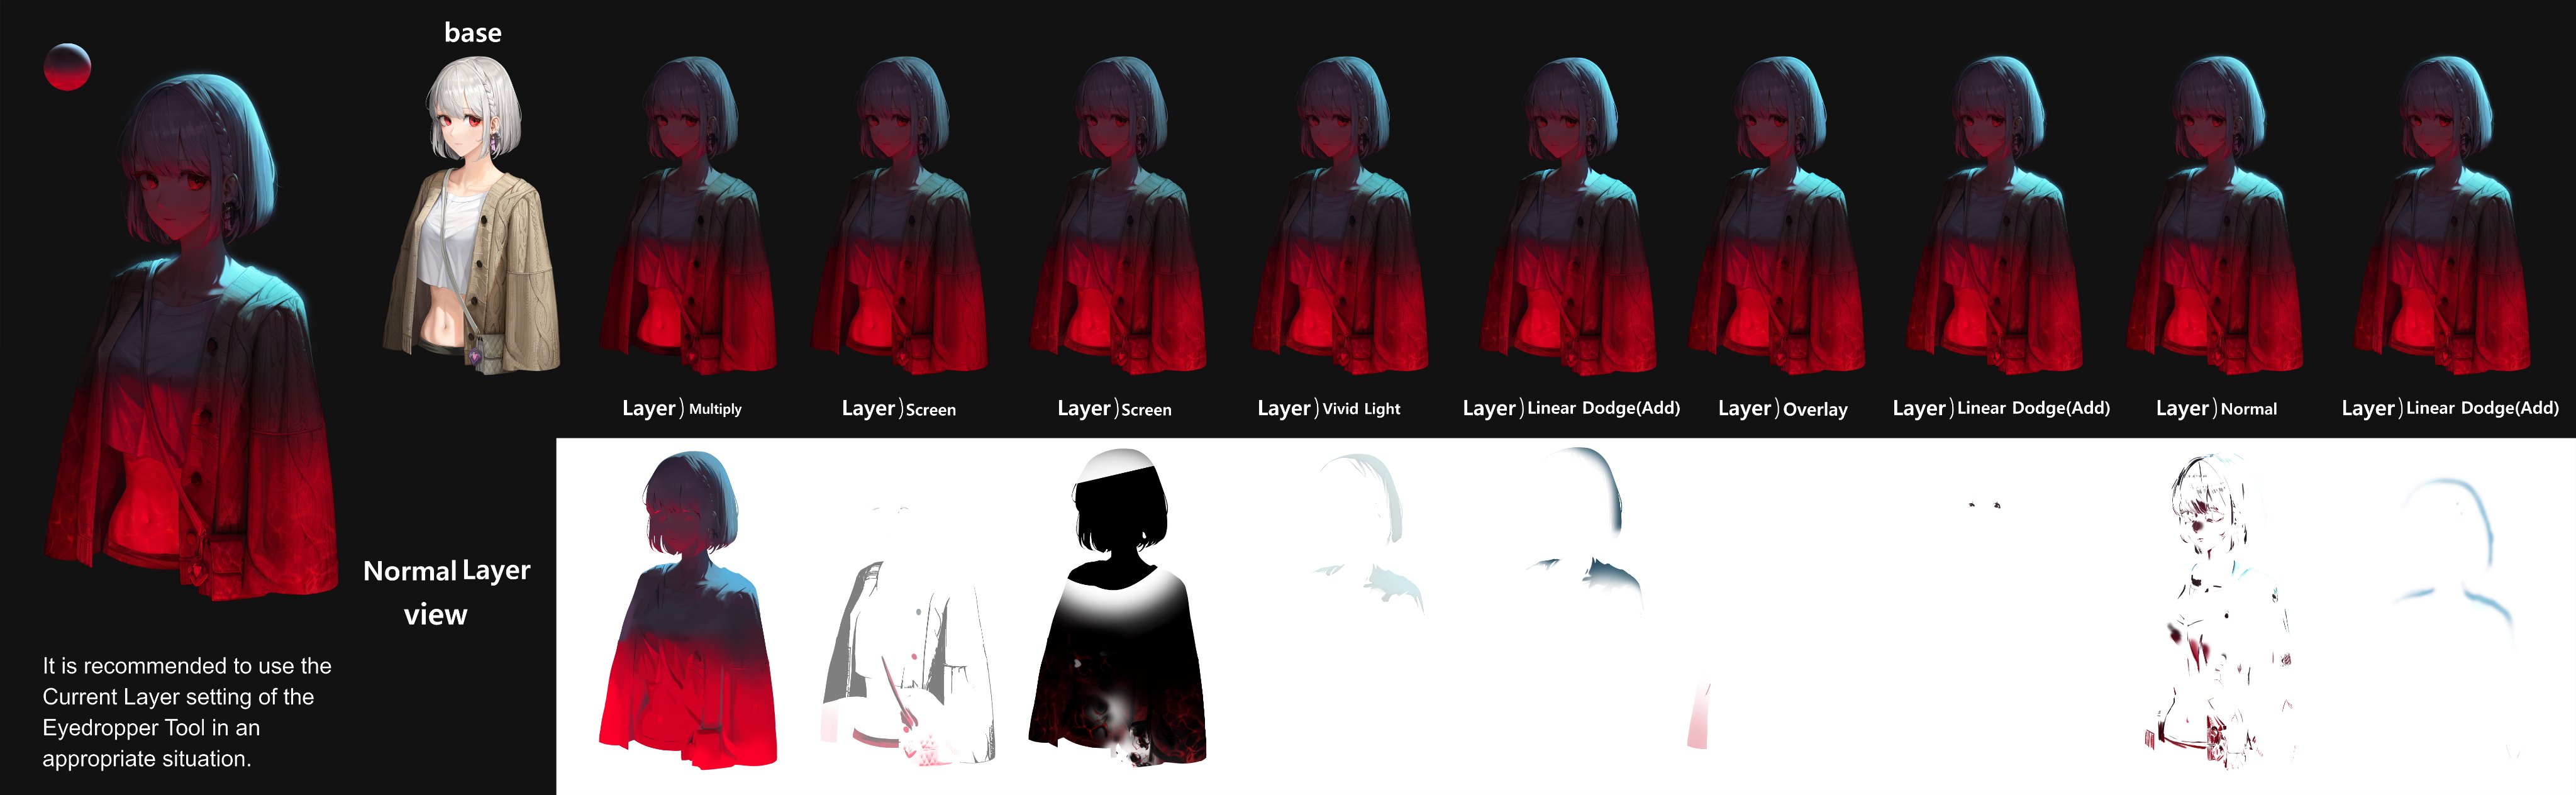 base
Layer)Multiply
Layer)Screen
Layer)Screen
Layer)Vivid Light
Layer)Linear Dodge(Add)
Layer)Overlay
Layer)Linear Dodge(Add)
Layer)Normal
Layer)Linear Dodge(Add)
Normal Layer
view
It is recommended to use the
Current Layer setting of the
Eyedropper Tool in an
appropriate situation.